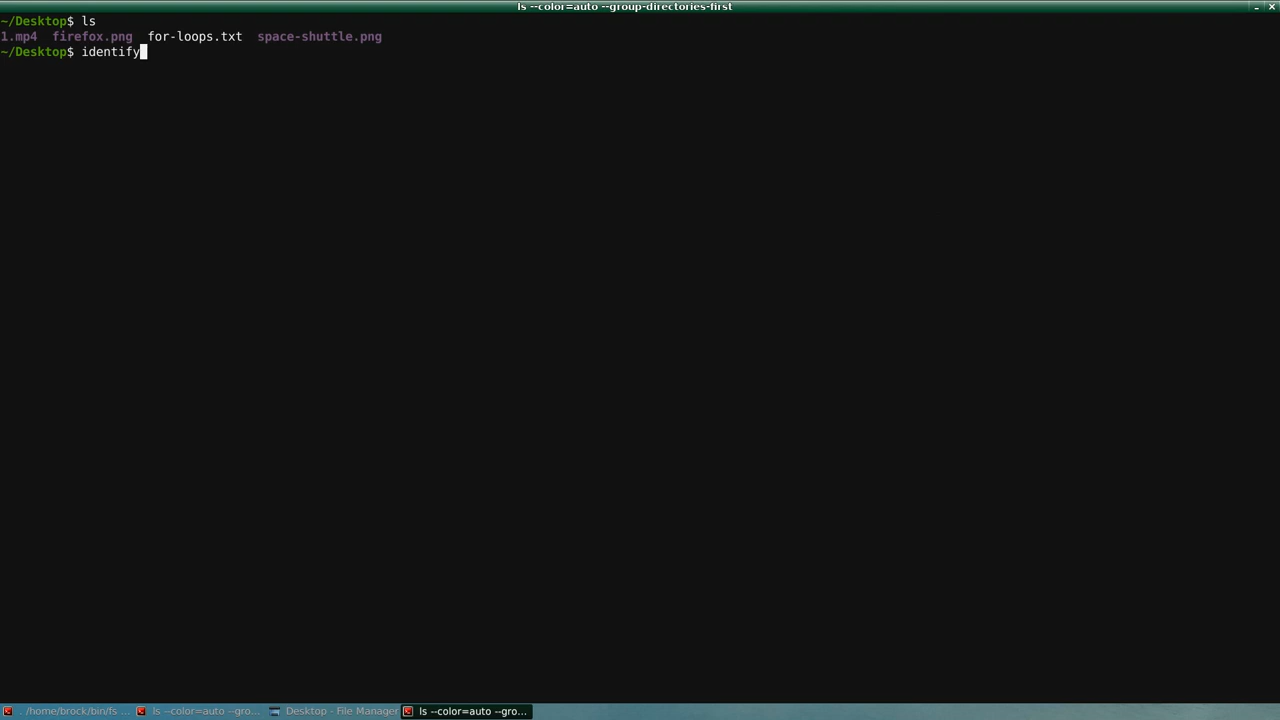 ls --color=auto --group-directories-first
~/Desktop$ ls
1.mp4  firefox.png  for-loops.txt  space-shuttle.png
~/Desktop$ identify
. /home/brock/bin/fs ... ls --color=auto --gro... Desktop - File Manager ls --color=auto --gro...